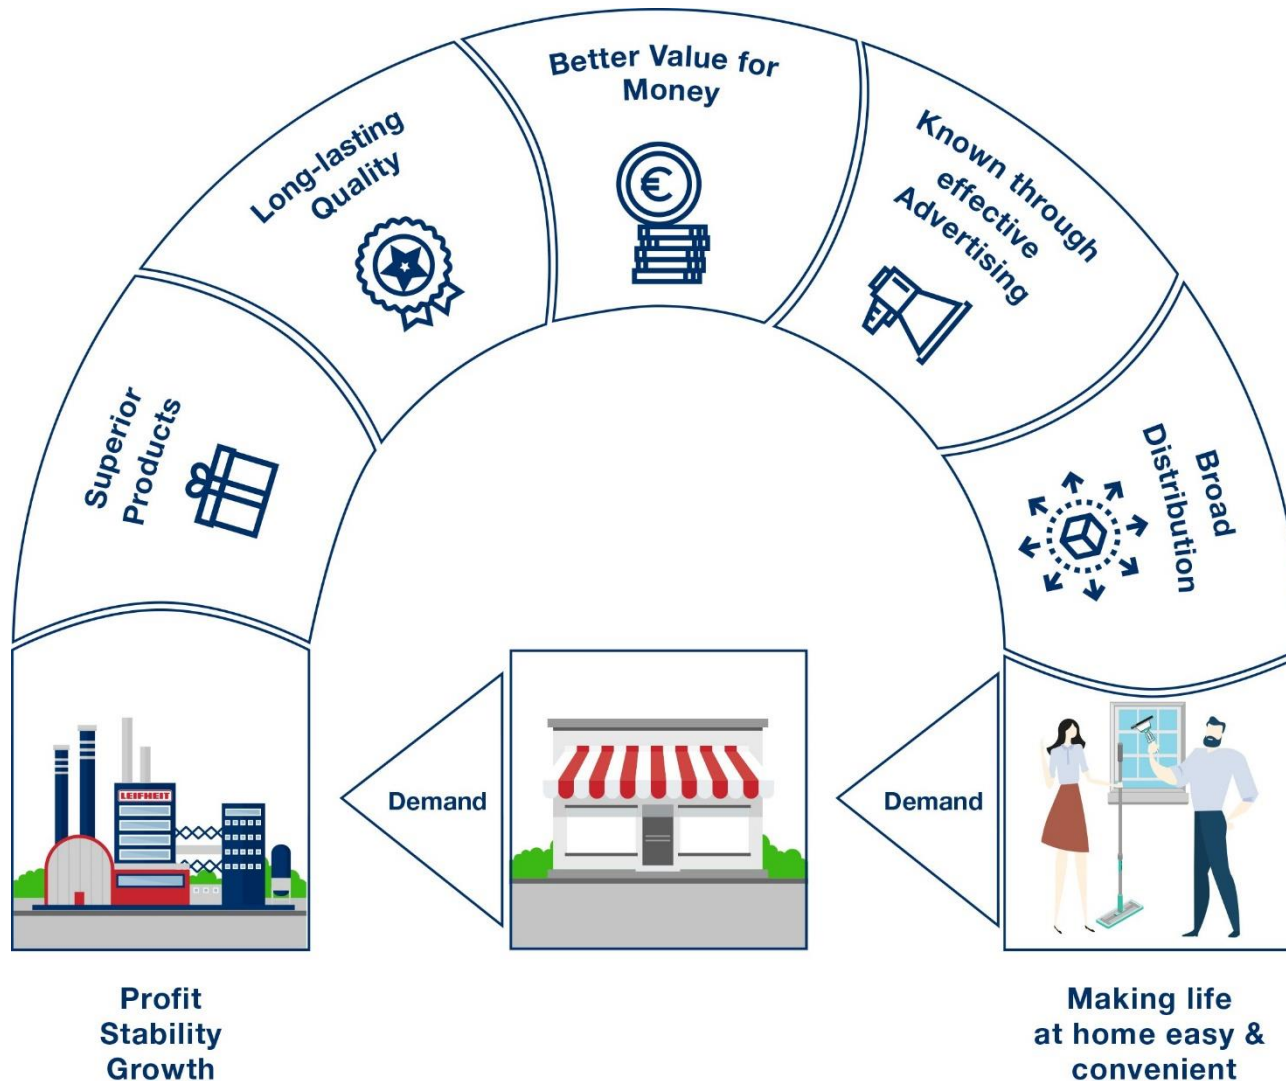 Superior
Products
Long-lasting
Quality
Better Value for
Money
€
Known through
effective
Advertising
Broad
Distribution
LEIFHEIT
Demand
Demand
Profit
Stability
Growth
Making life
at home easy &
convenient